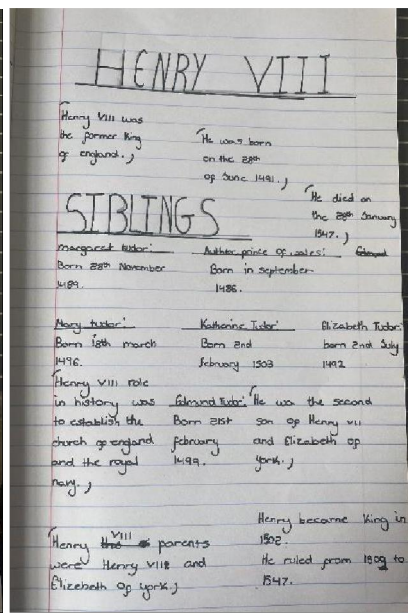 HENRY VIII
Henry VIII was
the former King
of england.
He was born
on the 28th
of June 1491.
He died on
the 28th January
1547.
SIBLINGS
margaret tudor:
Born 28th November
1489.
prince of wales:
Born in september
1486.
Mary tudor:
Born 18th march
1496.
Katherine Tudor:
Born 2nd
february 1503
Elizabeth Tudor:
born 2nd July
1492
Henry VIII role
in history was
to establish the
church of england
and the royal
navy.
Edmund Tudor:
Born 21st
february
1499.
He was the second
son of Henry VII
and Elizabeth of
York.
Henry VIII parents
were Henry VII and
Elizabeth of york.
Henry became King in
1502.
He ruled from 1509 to
1547.